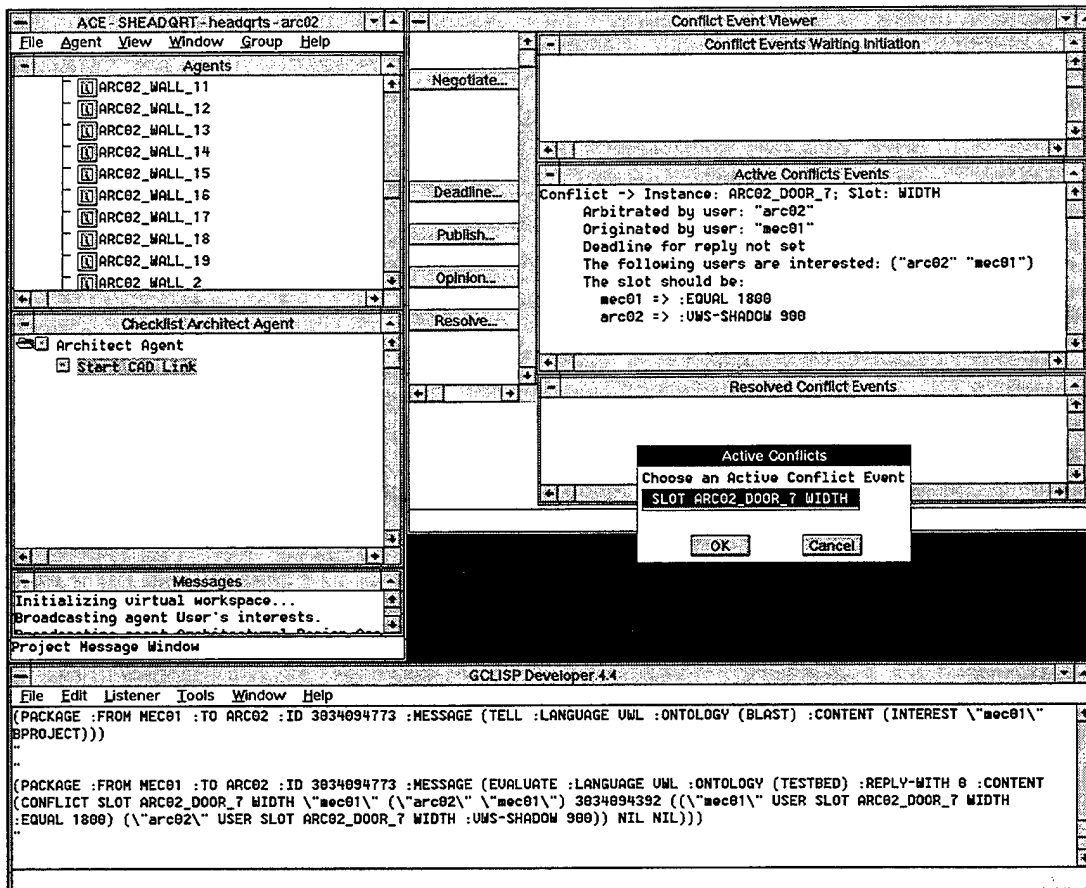 ACE - SHEADQRT - headqrts - arc02
File Agent View Window Group Help
Agents
ARC02_WALL_11
ARC02_WALL_12
ARC02_WALL_13
ARC02_WALL_14
ARC02_WALL_15
ARC02_WALL_16
ARC02_WALL_17
ARC02_WALL_18
ARC02_WALL_19
ARC02_WALL_2
Checklist Architect Agent
Architect Agent
Start CAD Link
Messages
Initializing virtual workspace...
Broadcasting agent User's interests.
Project Message Window
Conflict Event Viewer
Negotiate...
Deadline...
Publish...
Opinion...
Resolve...
Conflict Events Waiting Initiation
Active Conflicts Events
Conflict -> Instance: ARC02_DOOR_7; Slot: WIDTH
Arbitrated by user: "arc02"
Originated by user: "mec01"
Deadline for reply not set
The following users are interested: ("arc02" "mec01")
The slot should be:
mec01 => :EQUAL 1800
arc02 => :VWS-SHADOW 900
Resolved Conflict Events
Active Conflicts
Choose an Active Conflict Event
SLOT ARC02_DOOR_7 WIDTH
OK Cancel
GCLISP Developer 4.4
File Edit Listener Tools Window Help
(PACKAGE :FROM MEC01 :TO ARC02 :ID 3034094773 :MESSAGE (TELL :LANGUAGE VWL :ONTOLOGY (BLAST) :CONTENT (INTEREST \"mec01\"
BPROJECT)))
"
"
(PACKAGE :FROM MEC01 :TO ARC02 :ID 3034094773 :MESSAGE (EVALUATE :LANGUAGE VWL :ONTOLOGY (TESTBED) :REPLY-WITH 0 :CONTENT
(CONFLICT SLOT ARC02_DOOR_7 WIDTH \"mec01\" (\"arc02\" \"mec01\") 3034094392 ((\"mec01\" USER SLOT ARC02_DOOR_7 WIDTH
:EQUAL 1800) (\"arc02\" USER SLOT ARC02_DOOR_7 WIDTH :VWS-SHADOW 900)) NIL NIL)))
"